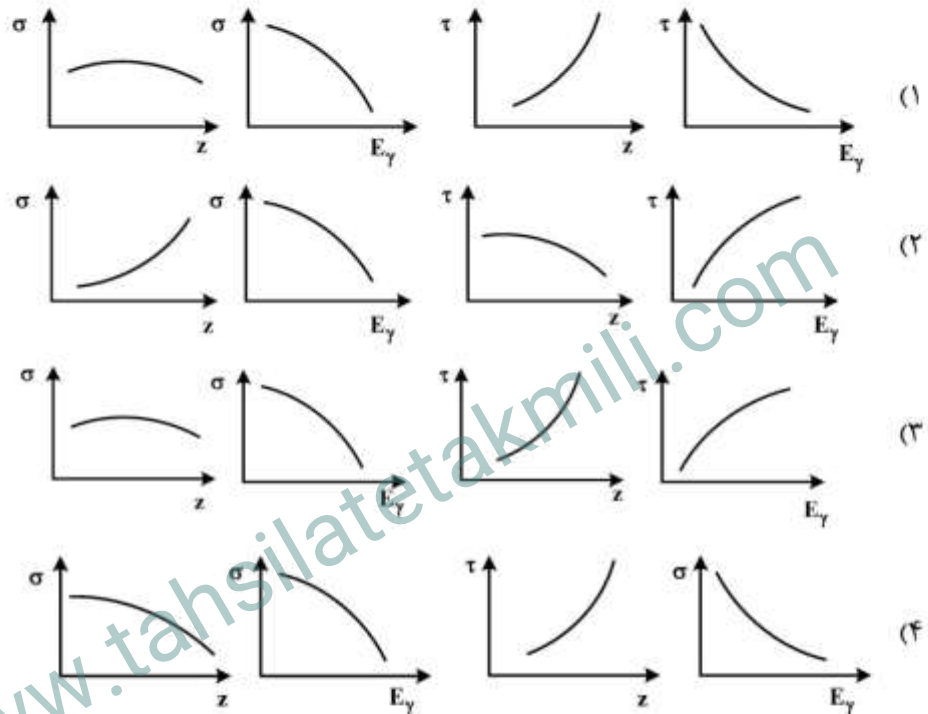 σ σ τ τ
z Eγ z Eγ (۱
σ σ τ τ
z Eγ z Eγ (۲
σ σ τ τ
z Eγ z Eγ (۳
σ σ τ σ
z Eγ z Eγ (۴
www.tahsilatetakmili.com